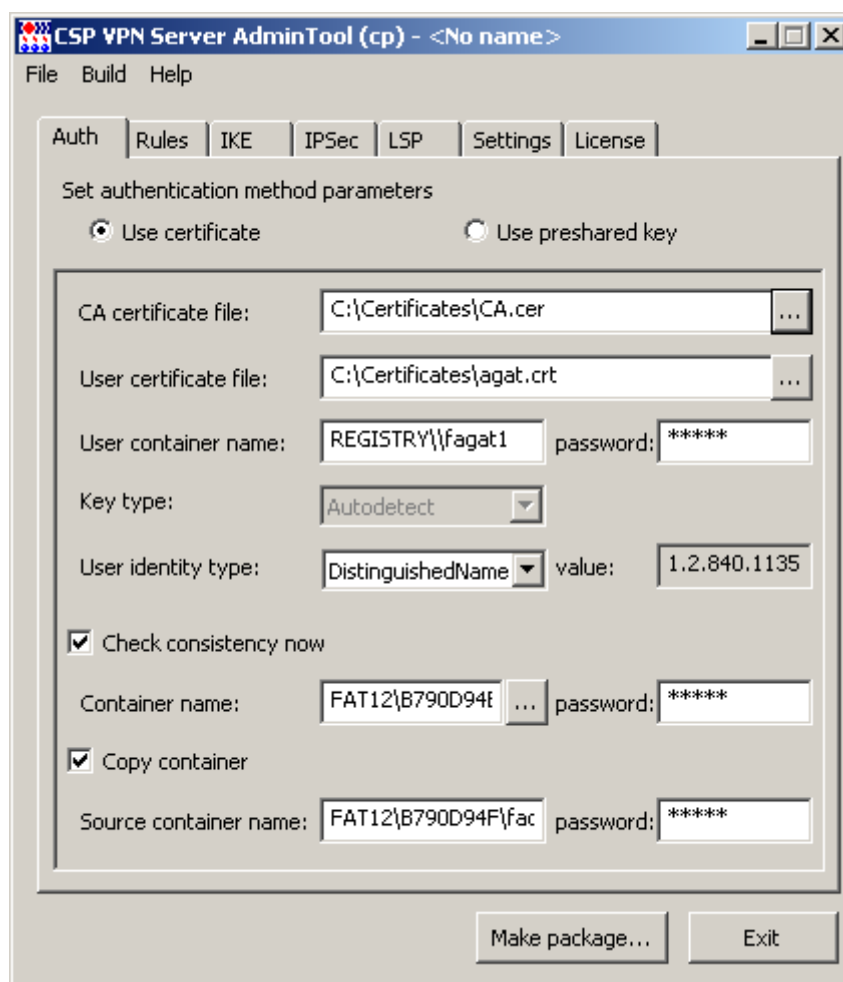 CSP VPN Server AdminTool (cp) - <No name>
File Build Help
Auth Rules IKE IPSec LSP Settings License
Set authentication method parameters
Use certificate Use preshared key
CA certificate file: C:\Certificates\CA.cer ...
User certificate file: C:\Certificates\agat.crt ...
User container name: REGISTRY\\fagat1 password: *****
Key type: Autodetect
User identity type: DistinguishedName value: 1.2.840.1135
Check consistency now
Container name: FAT12\B790D94F ... password: *****
Copy container
Source container name: FAT12\B790D94F\fac password: *****
Make package... Exit